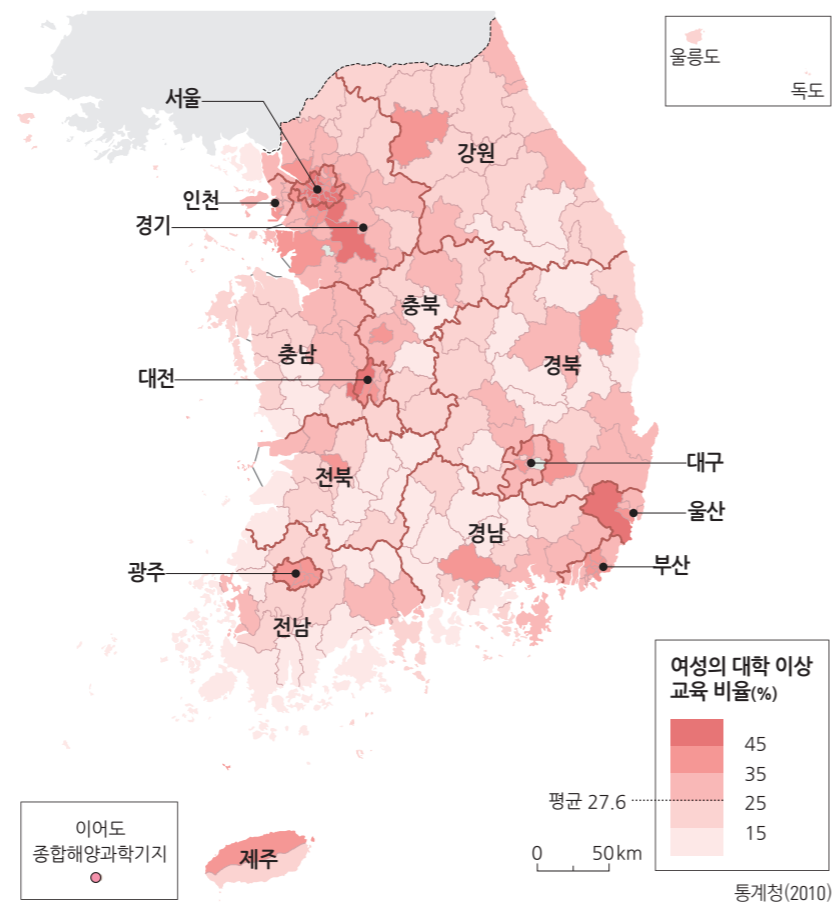 울릉도
독도
서울
강원
인천
경기
충북
충남
경북
대전
전북
대구
울산
경남
부산
광주
전남
여성의 대학 이상
교육 비율(%)
45
35
평균 27.6
25
15
이어도
종합해양과학기지
제주
0 50km
통계청(2010)